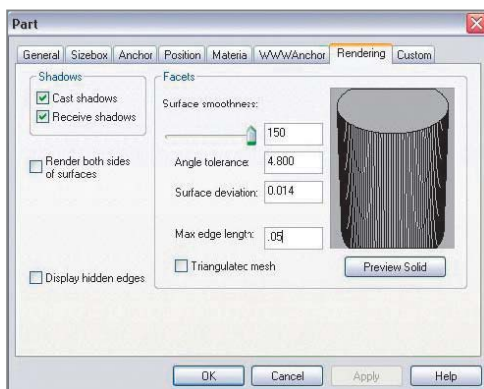 Part
General Sizebox Anchor Position Materia WWWAnchor Rendering Custom
Shadows
Cast shadows
Receive shadows
Render both sides
of surfaces
Display hidden edges
Facets
Surface smoothness:
150
Angle tolerance: 4.800
Surface deviation: 0.014
Max edge length: .05
Triangulatec mesh
Preview Solid
OK Cancel Apply Help